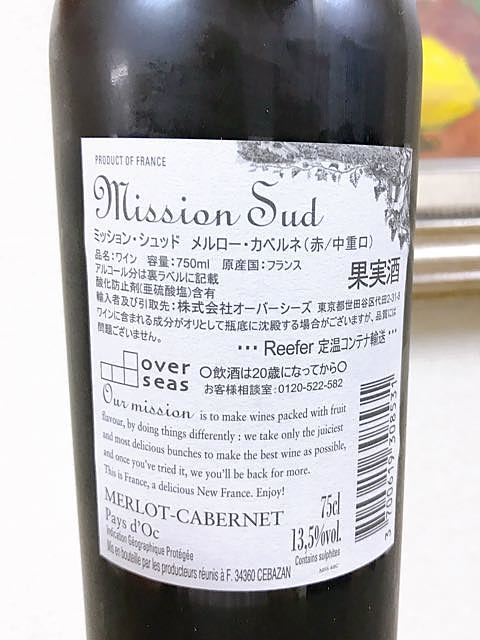 PRODUCT OF FRANCE
Mission Sud
ミッション・シュッド メルロー・カベルネ(赤/中重口)
品名:ワイン 容量:750ml 原産国:フランス
アルコール分は裏ラベルに記載
果実酒
酸化防止剤(亜硫酸塩)含有
輸入者及び引取先:株式会社オーバーシーズ 東京都世田谷区代田2-31-8
ワインに含まれる成分がオリとして瓶底に沈殿する場合がございますが、品質には
問題ございません。
… Reefer 定温コンテナ輸送 …
over
seas
〇飲酒は20歳になってから〇
お客様相談室:0120-522-582
Our mission is to make wines packed with fruit
flavour, by doing things differently : we take only the juiciest
and most delicious bunches to make the best wine as possible,
and once you've tried it, we you'll be back for more.
This is France, a delicious New France. Enjoy!
MERLOT-CABERNET
Pays d'Oc
Indication Géographique Protégée
Mis en bouteille par les producteurs réunis à F. 34360 CEBAZAN
75cl
13,5%vol.
Contains sulphites
3 700619 308531